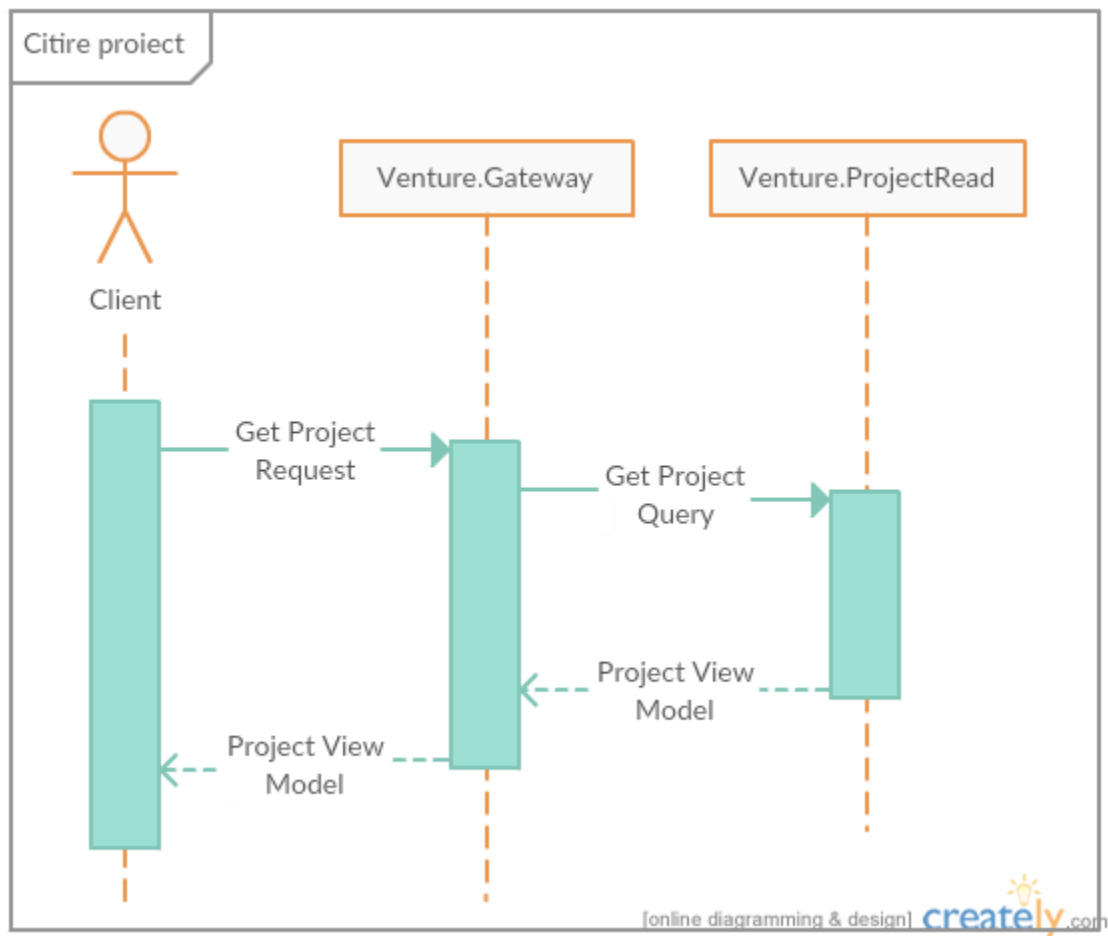 Citire proiect
Venture.Gateway
Venture.ProjectRead
Client
Get Project
Request
Get Project
Query
Project View
Model
Project View
Model
[online diagramming & design] creately.com